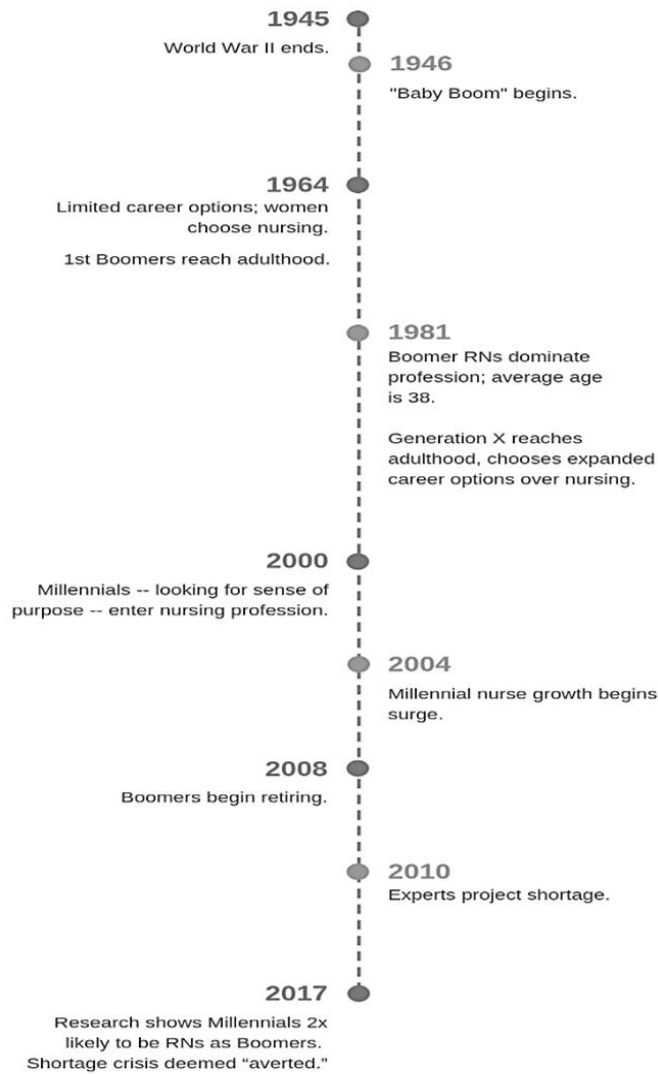 1945
World War II ends.
1946
"Baby Boom" begins.
1964
Limited career options; women
choose nursing.
1st Boomers reach adulthood.
1981
Boomer RNs dominate
profession; average age
is 38.
Generation X reaches
adulthood, chooses expanded
career options over nursing.
2000
Millennials -- looking for sense of
purpose -- enter nursing profession.
2004
Millennial nurse growth begins
surge.
2008
Boomers begin retiring.
2010
Experts project shortage.
2017
Research shows Millennials 2x
likely to be RNs as Boomers.
Shortage crisis deemed “averted.”